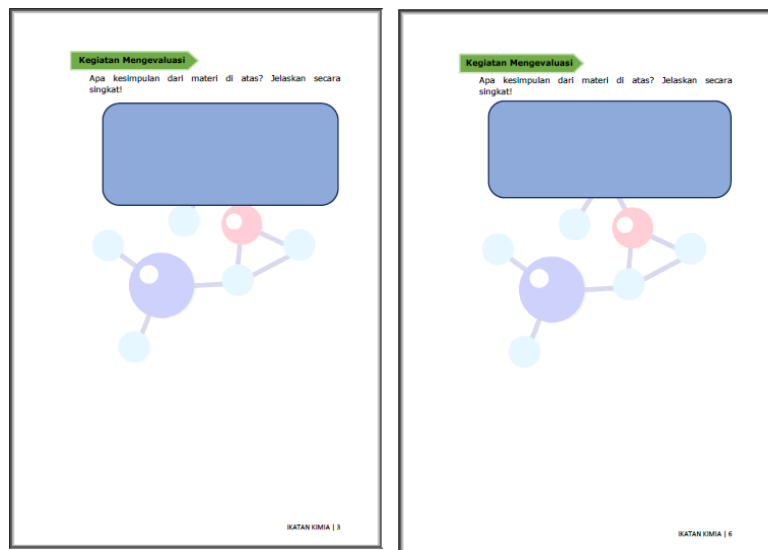 Kegiatan Mengevaluasi
Apa kesimpulan dari materi di atas? Jelaskan secara
singkat!
IKATAN KIMIA | 3
Kegiatan Mengevaluasi
Apa kesimpulan dari materi di atas? Jelaskan secara
singkat!
IKATAN KIMIA | 6